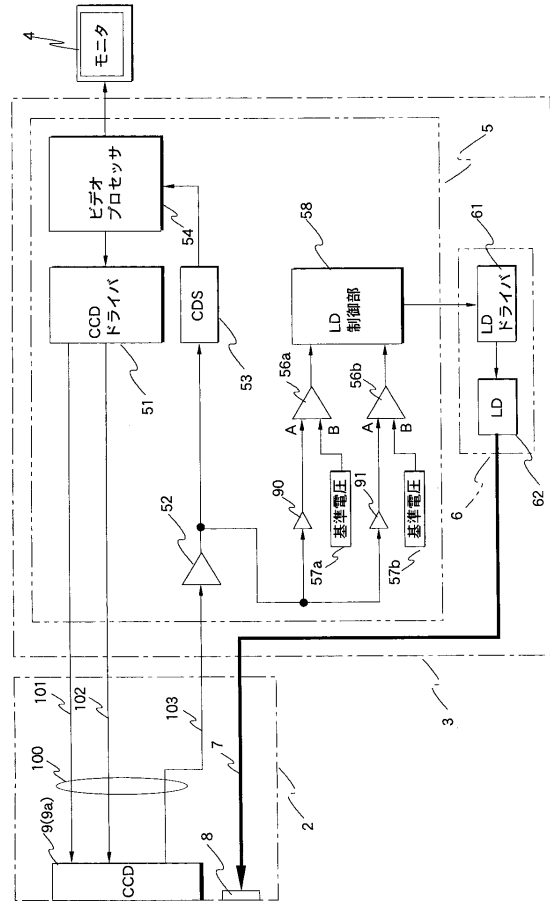 4
モニタ
ビデオ
プロセッサ
54
CCD
ドライバ
51
CDS
53
52
5
58
LD
制御部
56a
56b
A
B
A
B
90
91
基準電圧
57a
基準電圧
57b
61
LD
ドライバ
LD
62
6
3
101
102
103
100
7
2
9(9a)
CCD
8